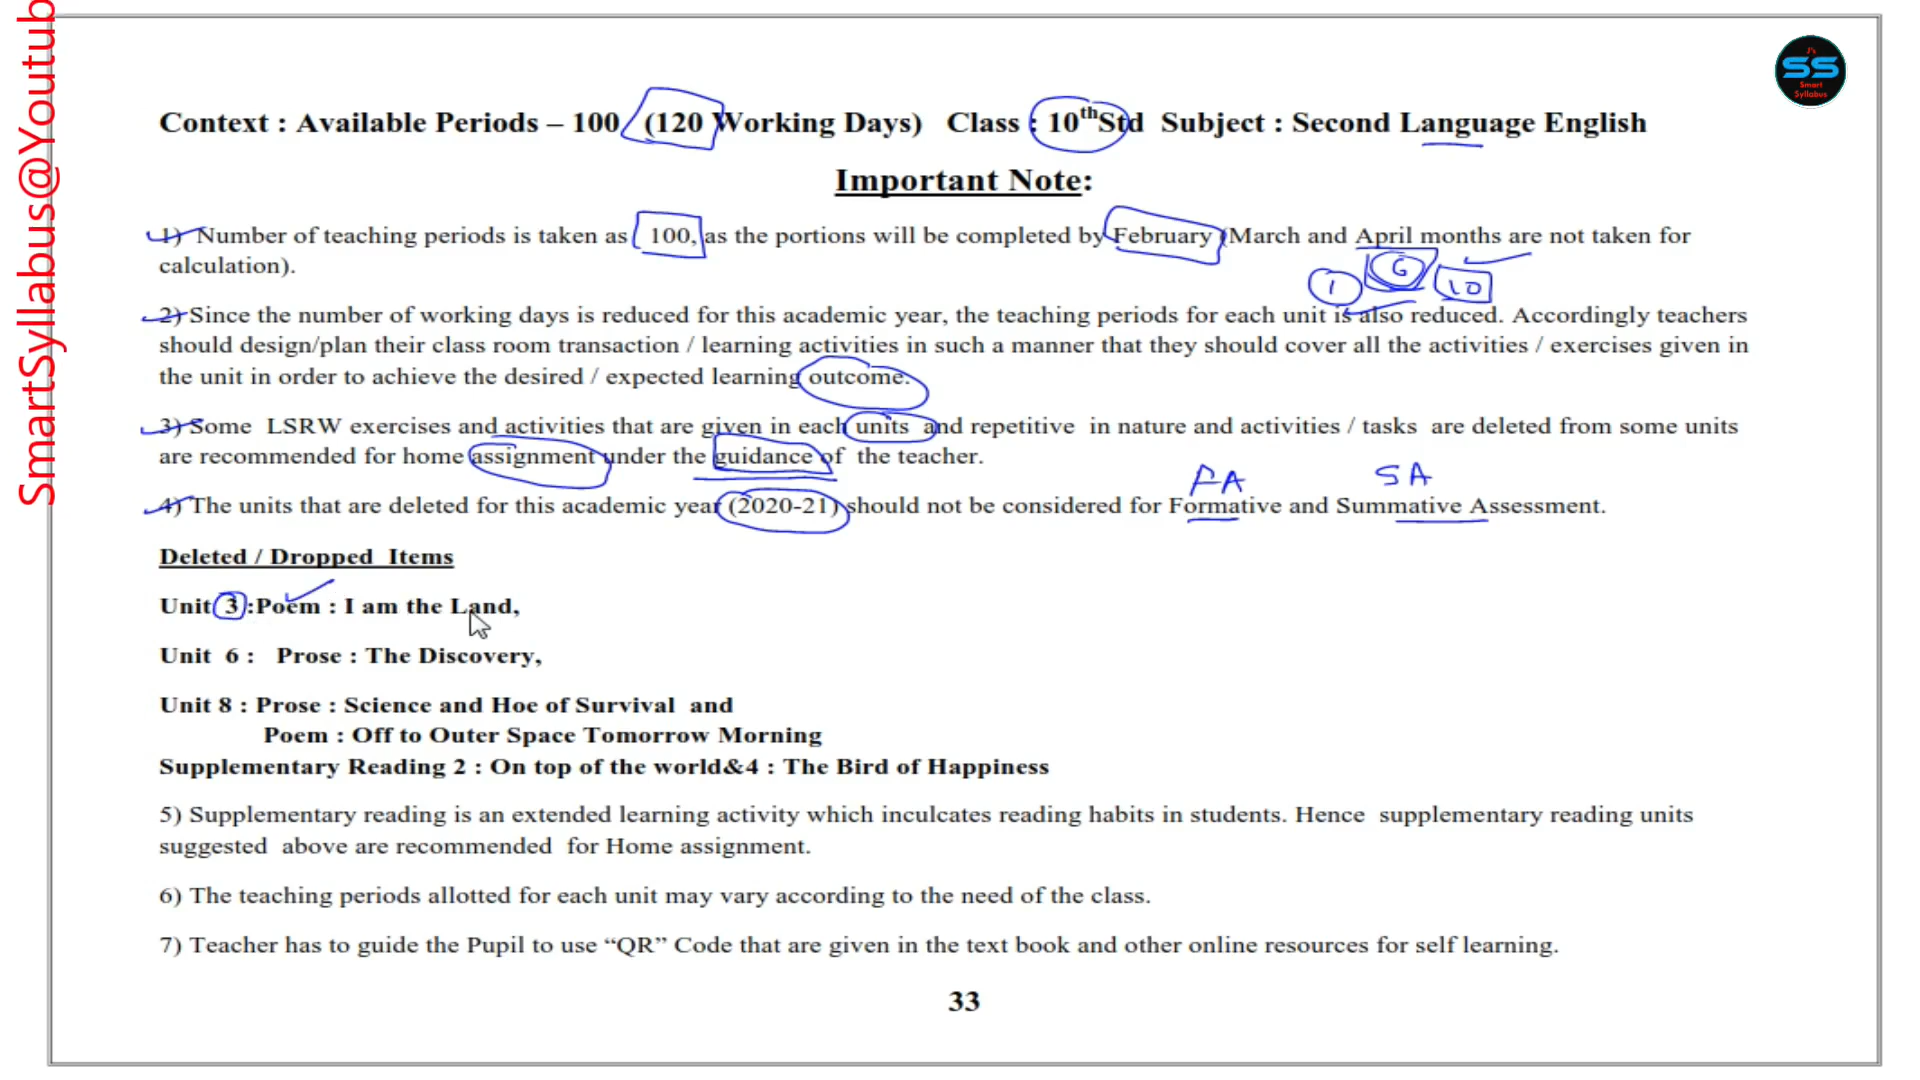 SmartSyllabus@Youtub
J's
SS
Smart
Syllabus
Context : Available Periods – 100 (120 Working Days) Class : 10thStd Subject : Second Language English
Important Note:
1) Number of teaching periods is taken as 100, as the portions will be completed by February (March and April months are not taken for
calculation).
1 6 10
2) Since the number of working days is reduced for this academic year, the teaching periods for each unit is also reduced. Accordingly teachers
should design/plan their class room transaction / learning activities in such a manner that they should cover all the activities / exercises given in
the unit in order to achieve the desired / expected learning outcome.
3) Some LSRW exercises and activities that are given in each units and repetitive in nature and activities / tasks are deleted from some units
are recommended for home assignment under the guidance of the teacher.
FA SA
4) The units that are deleted for this academic year (2020-21) should not be considered for Formative and Summative Assessment.
Deleted / Dropped Items
Unit 3 :Poem : I am the Land,
Unit 6 : Prose : The Discovery,
Unit 8 : Prose : Science and Hoe of Survival and
Poem : Off to Outer Space Tomorrow Morning
Supplementary Reading 2 : On top of the world&4 : The Bird of Happiness
5) Supplementary reading is an extended learning activity which inculcates reading habits in students. Hence supplementary reading units
suggested above are recommended for Home assignment.
6) The teaching periods allotted for each unit may vary according to the need of the class.
7) Teacher has to guide the Pupil to use “QR” Code that are given in the text book and other online resources for self learning.
33